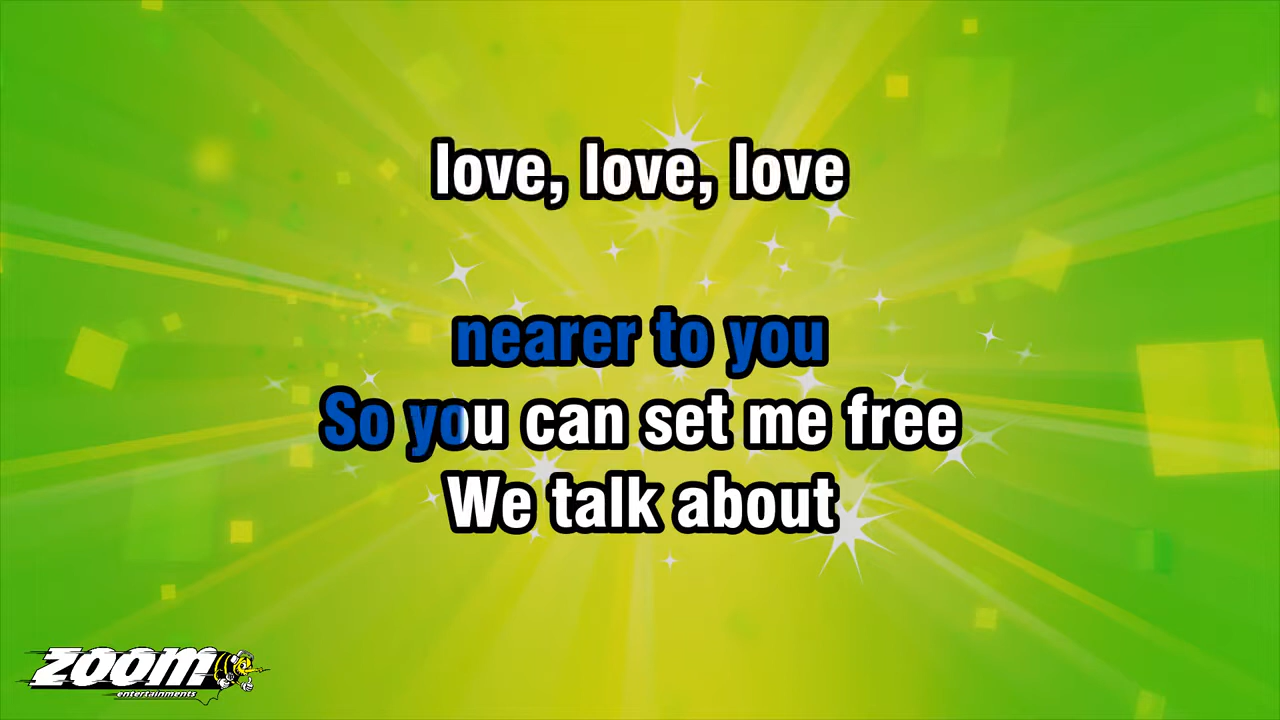 love, love, love
nearer to you
So you can set me free
We talk about
zoom
entertainments